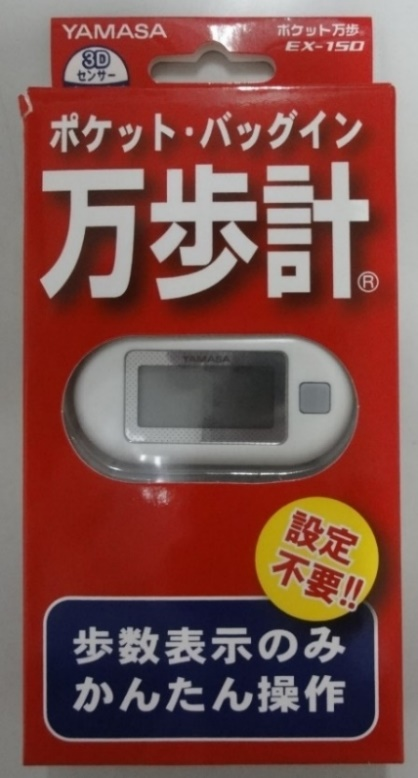 YAMASA
ポケット万歩
EX-150
3D
センサー
ポケット・バッグイン
万歩計®
YAMASA
設定
不要!!
歩数表示のみ
かんたん操作